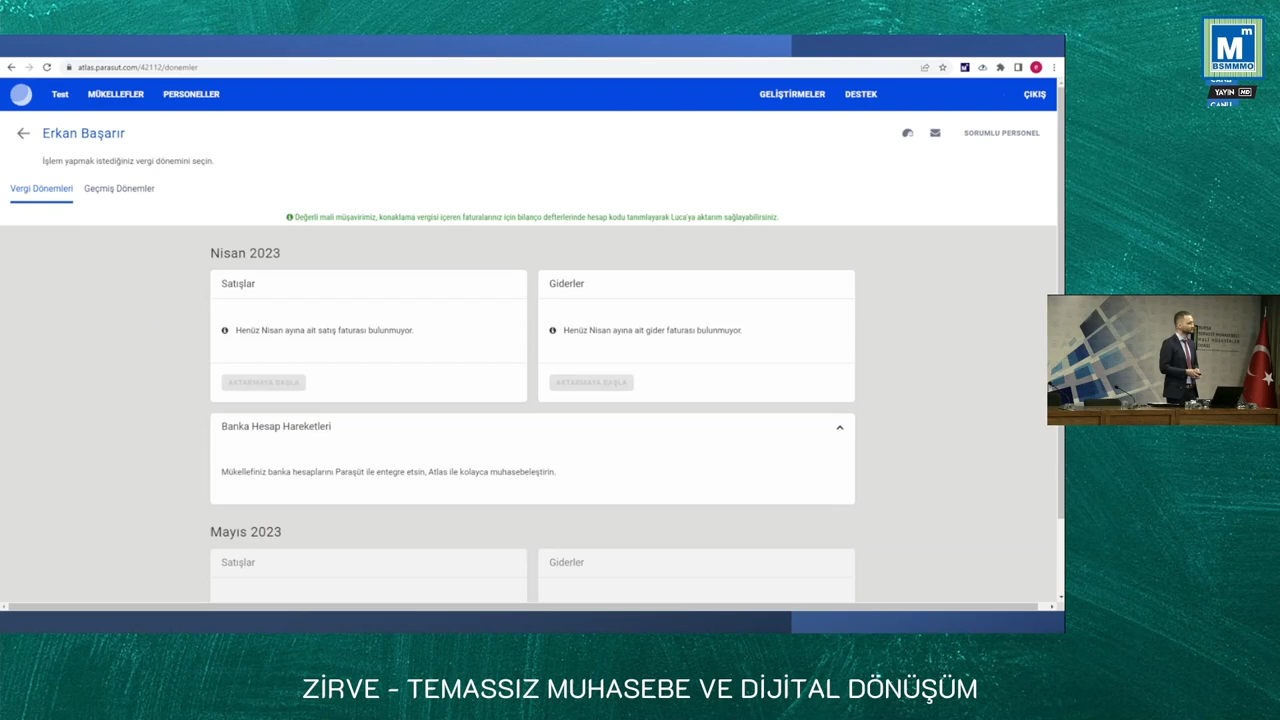 atlas.parasut.com/42112/donemler
Test MÜKELLEFLER PERSONELLER GELİŞTİRMELER DESTEK ÇIKIŞ
Erkan Başarır
SORUMLU PERSONEL
İşlem yapmak istediğiniz vergi dönemini seçin.
Vergi Dönemleri Geçmiş Dönemler
Değerli mali müşavirimiz, konaklama vergisi içeren faturalarınız için bilanço defterlerinde hesap kodu tanımlayarak Luca'ya aktarım sağlayabilirsiniz.
Nisan 2023
Satışlar
Henüz Nisan ayına ait satış faturası bulunmuyor.
AKTARMAYA BAŞLA
Giderler
Henüz Nisan ayına ait gider faturası bulunmuyor.
AKTARMAYA BAŞLA
Banka Hesap Hareketleri
Mükellefiniz banka hesaplarını Paraşüt ile entegre etsin, Atlas ile kolayca muhasebeleştirin.
Mayıs 2023
Satışlar
Giderler
M m
BSMMMO
YAYIN HD
CANLI
ZİRVE - TEMASSIZ MUHASEBE VE DİJİTAL DÖNÜŞÜM